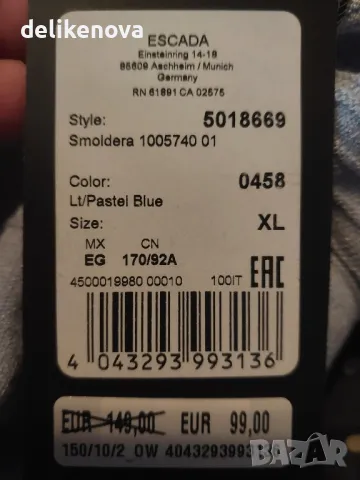 delikenova
ESCADA
Einsteinring 14-18
85609 Aschheim / Munich
Germany
RN 61891 CA 02575
Style: 5018669
Smoldera 1005740 01
Color: 0458
Lt/Pastel Blue
Size: XL
MX CN
EG 170/92A
4500019980 00010 100IT EAC
4 043293 993136
EUR 149,00 EUR 99,00
150/10/2_OW
BAZAR